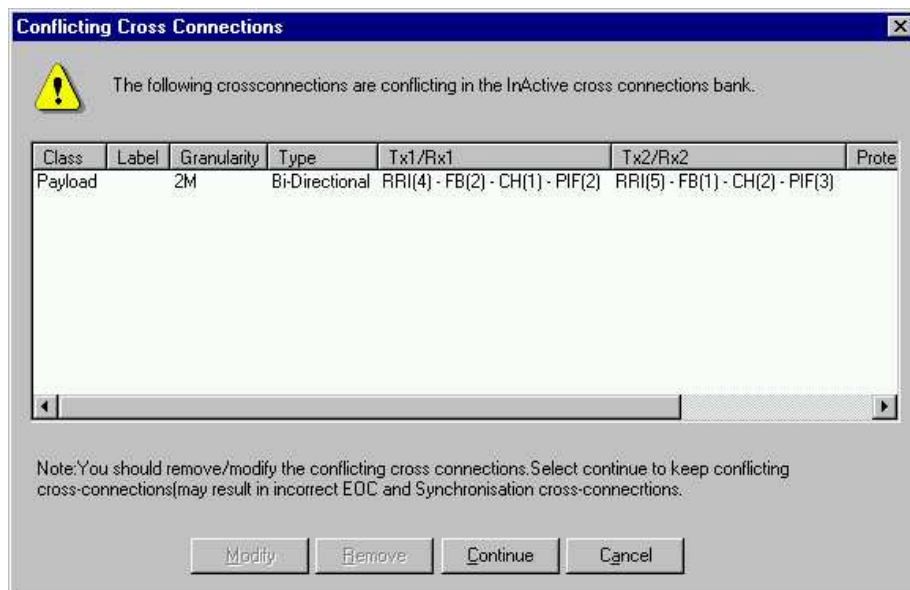 Conflicting Cross Connections
The following crossconnections are conflicting in the InActive cross connections bank.
Class Label Granularity Type Tx1/Rx1 Tx2/Rx2 Prote
Payload 2M Bi-Directional RRI(4) - FB(2) - CH(1) - PIF(2) RRI(5) - FB(1) - CH(2) - PIF(3)
Note:You should remove/modify the conflicting cross connections.Select continue to keep conflicting
cross-connections(may result in incorrect EOC and Synchronisation cross-connecrtions.
Modify Remove Continue Cancel